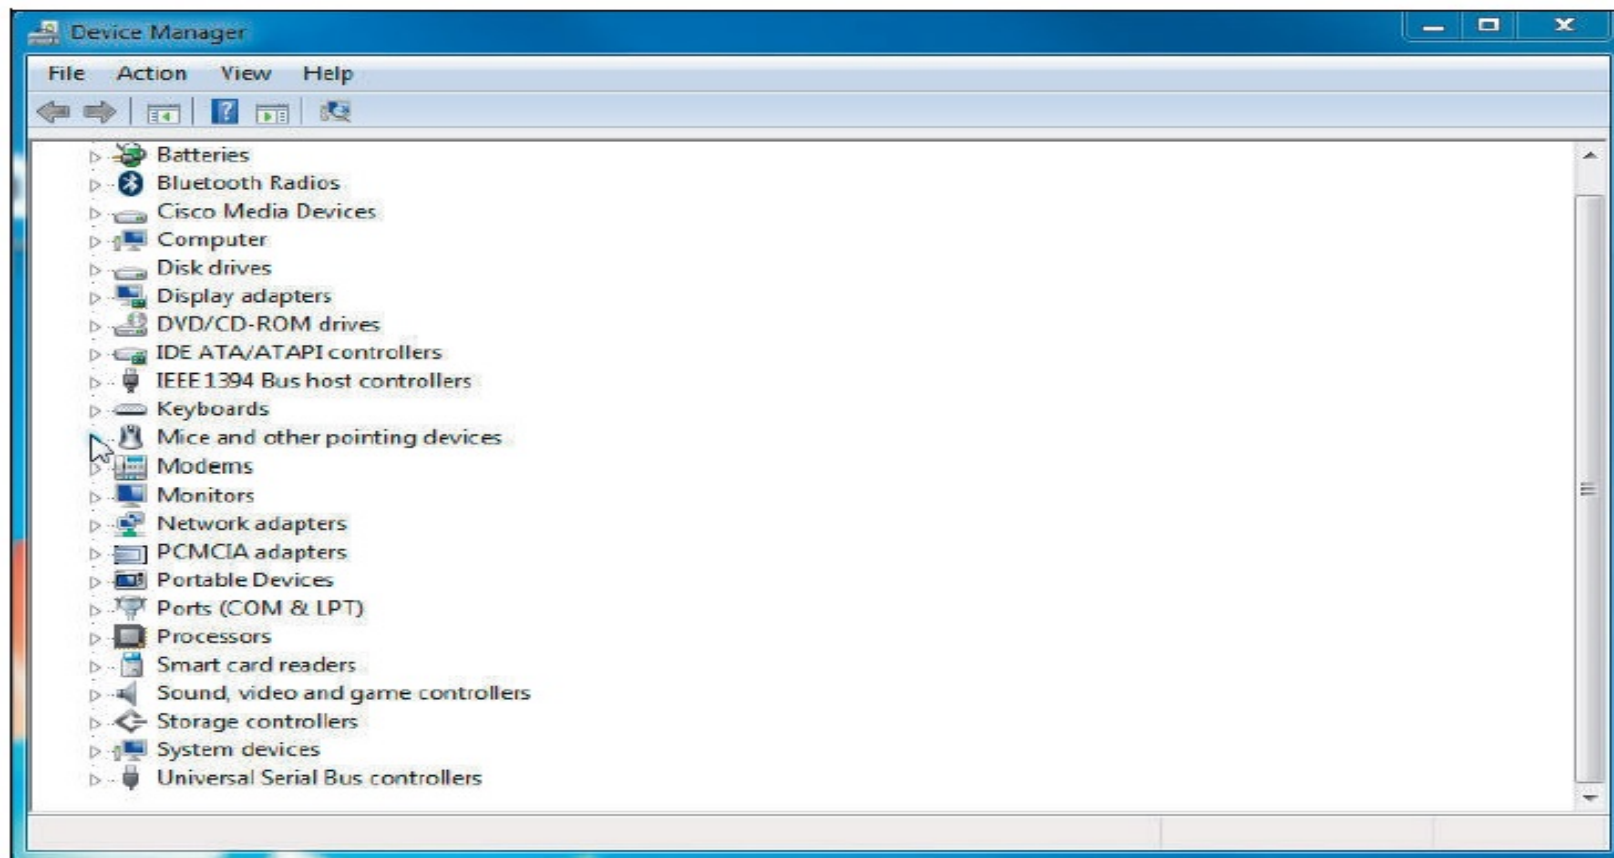 Device Manager
File Action View Help
Batteries
Bluetooth Radios
Cisco Media Devices
Computer
Disk drives
Display adapters
DVD/CD-ROM drives
IDE ATA/ATAPI controllers
IEEE 1394 Bus host controllers
Keyboards
Mice and other pointing devices
Modems
Monitors
Network adapters
PCMCIA adapters
Portable Devices
Ports (COM & LPT)
Processors
Smart card readers
Sound, video and game controllers
Storage controllers
System devices
Universal Serial Bus controllers